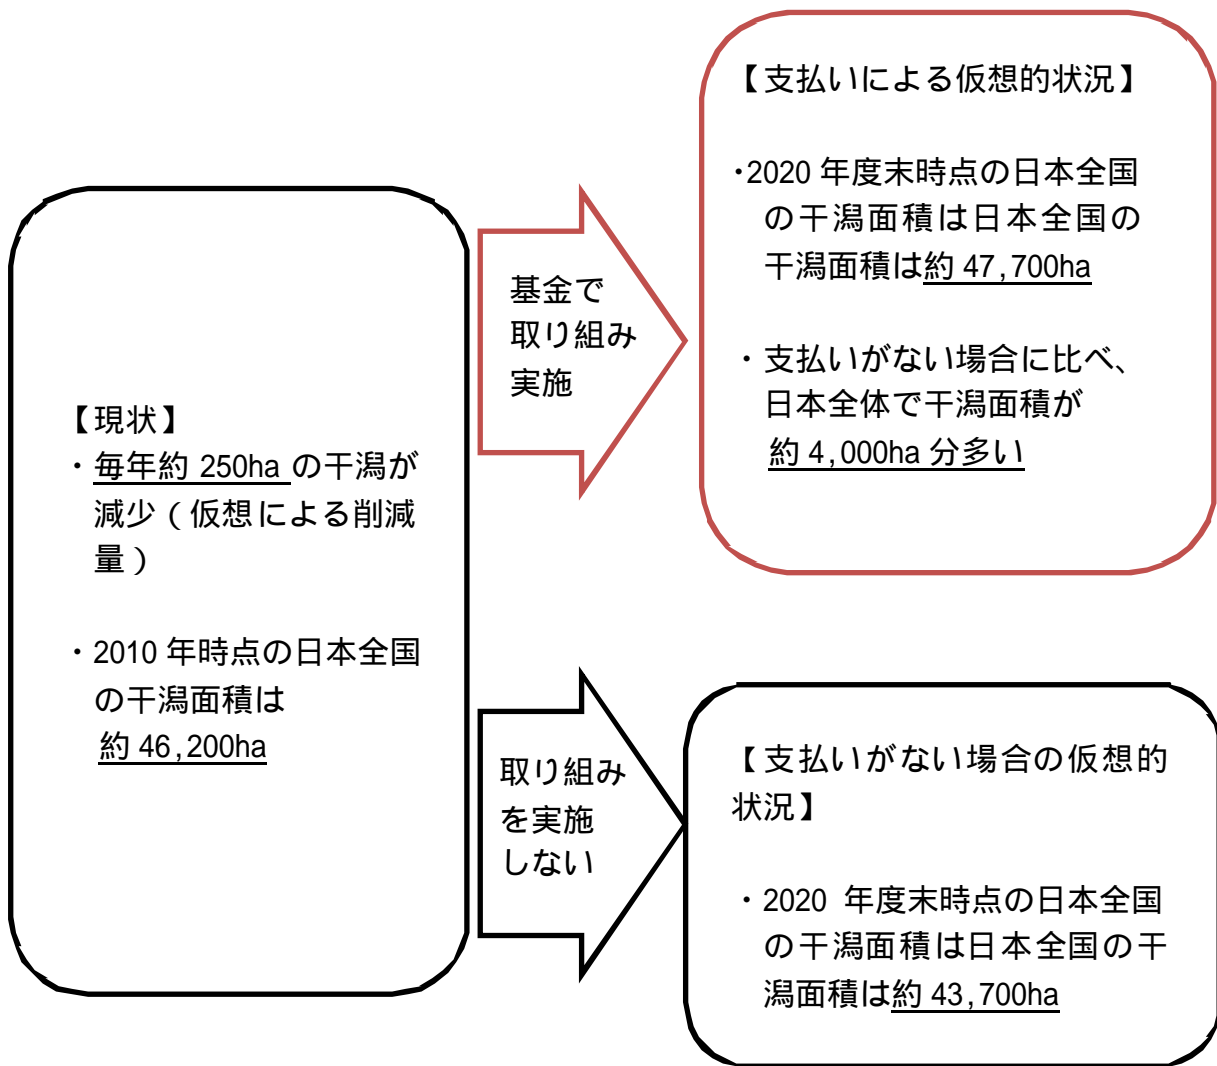 【現状】
・毎年約 250ha の干潟が
減少（仮想による削減
量）
・2010 年時点の日本全国
の干潟面積は
約 46,200ha
基金で
取り組み
実施
【支払いによる仮想的状況】
・2020 年度末時点の日本全国
の干潟面積は日本全国の
干潟面積は約 47,700ha
・支払いがない場合に比べ、
日本全体で干潟面積が
約 4,000ha 分多い
取り組み
を実施
しない
【支払いがない場合の仮想的
状況】
・2020 年度末時点の日本全国
の干潟面積は日本全国の干
潟面積は約 43,700ha